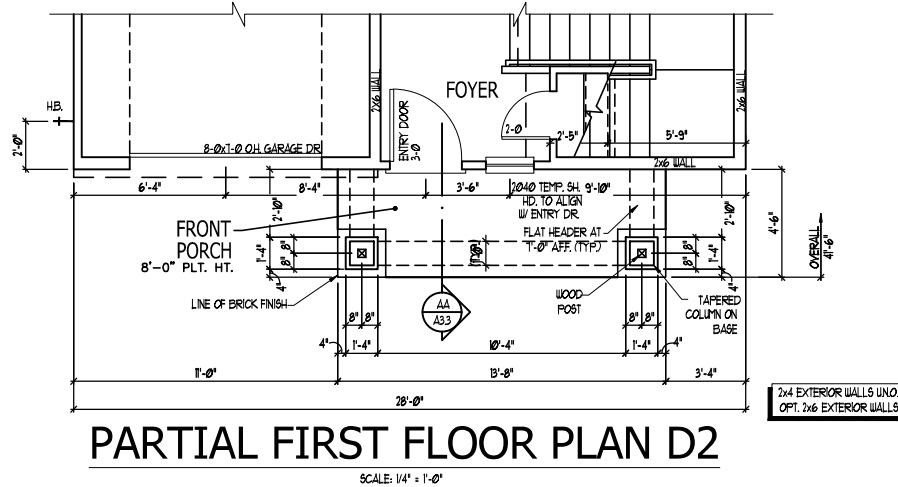 FOYER
2x6 WALL
2x6 WALL
H.B.
ENTRY DOOR
3-0
2-0
2'-5"
5'-9"
2'-0"
8-0x7-0 O.H. GARAGE DR.
2x6 WALL
6'-4"
8'-4"
3'-6"
2040 TEMP. SH.
HD. TO ALIGN
W/ ENTRY DR.
9'-10"
2'-10"
2'-10"
4'-6"
FRONT
PORCH
8'-0" PLT. HT.
FLAT HEADER AT
7'-0" A.F.F. (TYP.)
OVERALL
41'-6"
1'-4"
8"
8"
4"
8"
8"
1'-4"
4"
LINE OF BRICK FINISH
WOOD
POST
TAPERED
COLUMN ON
BASE
AA
A3.3
8"
8"
8"
8"
4"
1'-4"
10'-4"
1'-4"
4"
11'-0"
13'-8"
3'-4"
28'-0"
2x4 EXTERIOR WALLS U.N.O.
OPT. 2x6 EXTERIOR WALLS
PARTIAL FIRST FLOOR PLAN D2
SCALE: 1/4" = 1'-0"